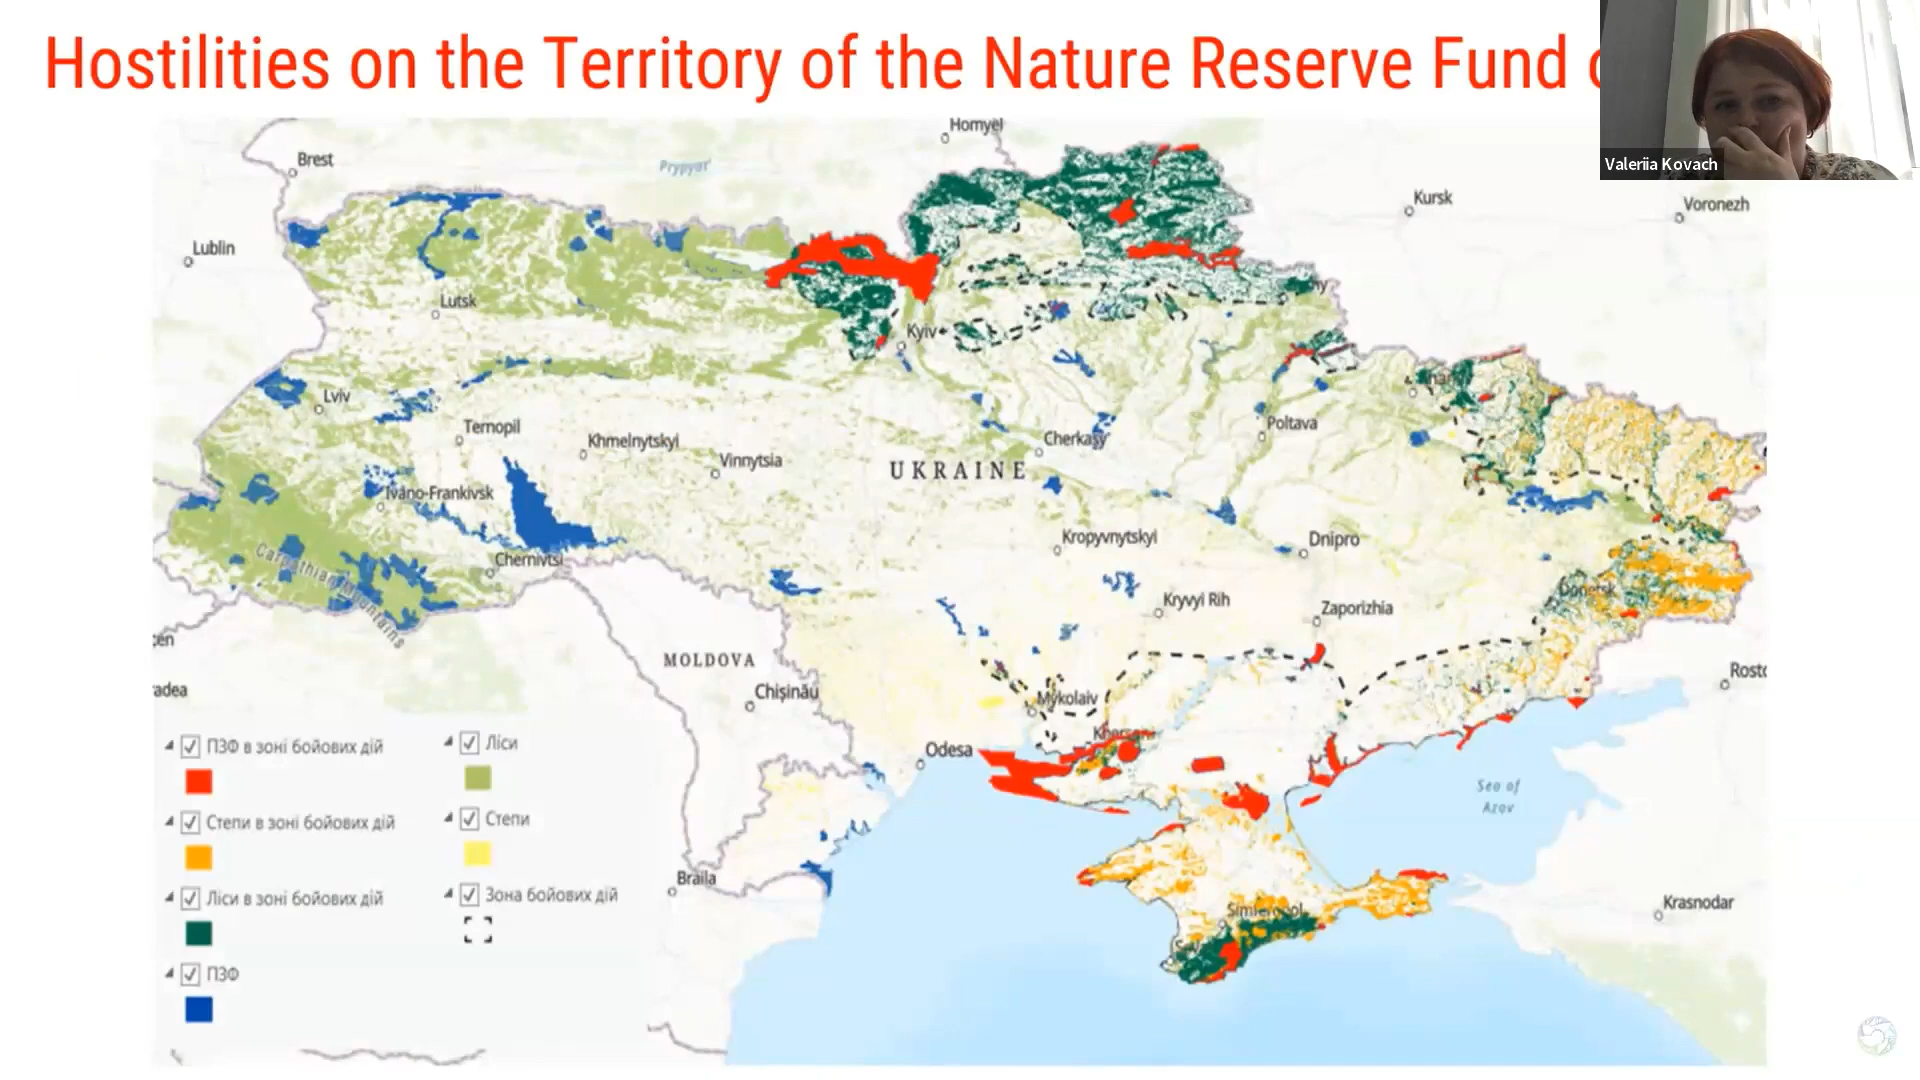 Hostilities on the Territory of the Nature Reserve Fund
Valeriia Kovach
Homyel
Brest
Prypyat'
Kursk
Voronezh
Lublin
Lutsk
Kyiv
Lviv
Ternopil
Khmelnytskyi
Vinnytsia
Cherkasy
Poltava
UKRAINE
Ivano-Frankivsk
Kropyvnytskyi
Dnipro
Carpathian Mountains
Chernivtsi
Donetsk
Kryvyi Rih
Zaporizhia
MOLDOVA
Chișinău
Mykolaiv
Kherson
Odesa
Sea of
Azov
Braila
Simferopol
Krasnodar
ПЗФ в зоні бойових дій
Ліси
Степи в зоні бойових дій
Степи
Ліси в зоні бойових дій
Зона бойових дій
ПЗФ